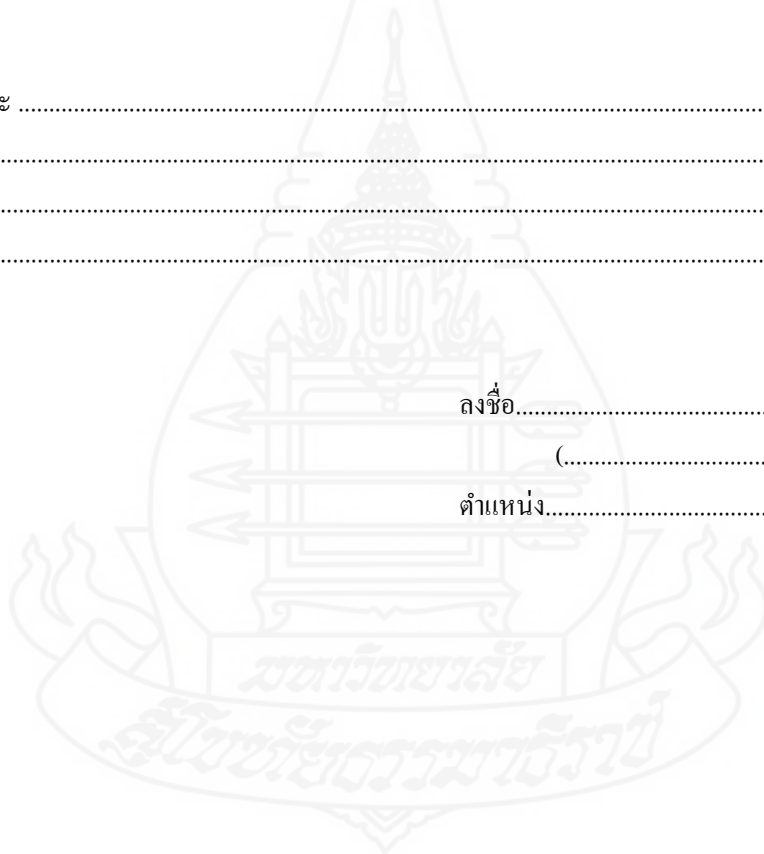 ะ ....................................................................................................................................
........................................................................................................................................
........................................................................................................................................
........................................................................................................................................
ลงชื่อ..........................................
(..................................
ตำแหน่ง.....................................
มหาวิทยาลัย
สุโขทัยธรรมาธิราช